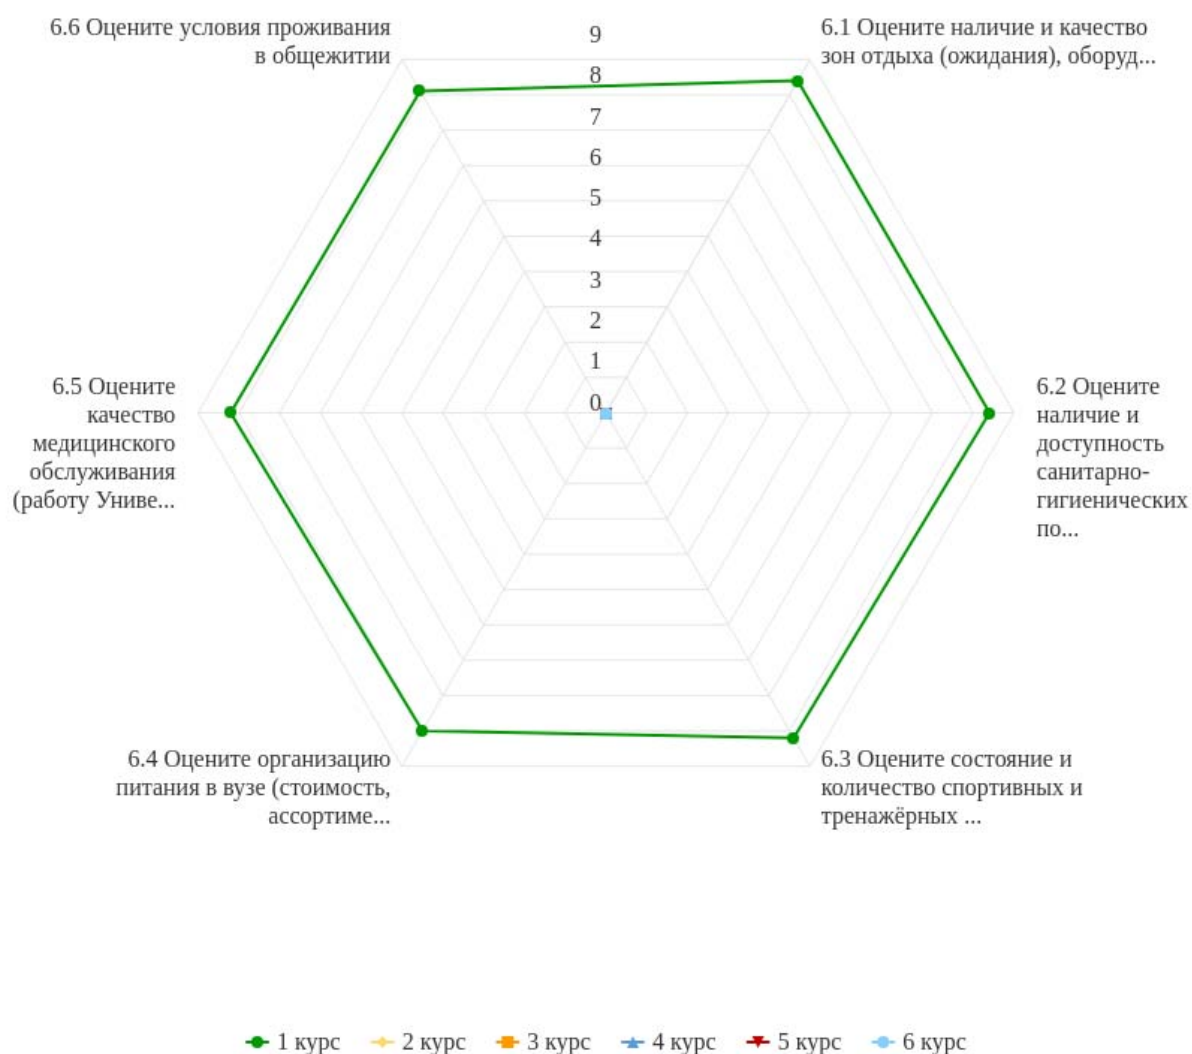 6.6 Оцените условия проживания
в общежитии
9
8
7
6
5
4
3
2
1
0
6.1 Оцените наличие и качество
зон отдыха (ожидания), оборуд...
6.5 Оцените
качество
медицинского
обслуживания
(работу Униве...
6.2 Оцените
наличие и
доступность
санитарно-
гигиенических
по...
6.4 Оцените организацию
питания в вузе (стоимость,
ассортиме...
6.3 Оцените состояние и
количество спортивных и
тренажёрных ...
1 курс 2 курс 3 курс 4 курс 5 курс 6 курс